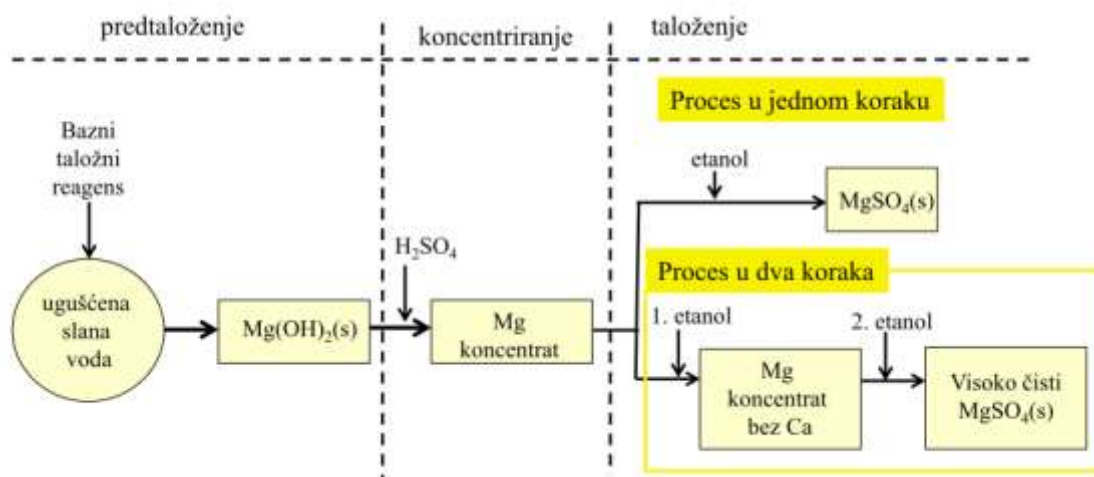 predtaloženje
koncentriranje
taloženje
Proces u jednom koraku
Bazni
taložni
reagens
etanol
MgSO₄(s)
H₂SO₄
Proces u dva koraka
ugušćena
slana
voda
Mg(OH)₂(s)
Mg
koncentrat
1. etanol
2. etanol
Mg
koncentrat
bez Ca
Visoko čisti
MgSO₄(s)